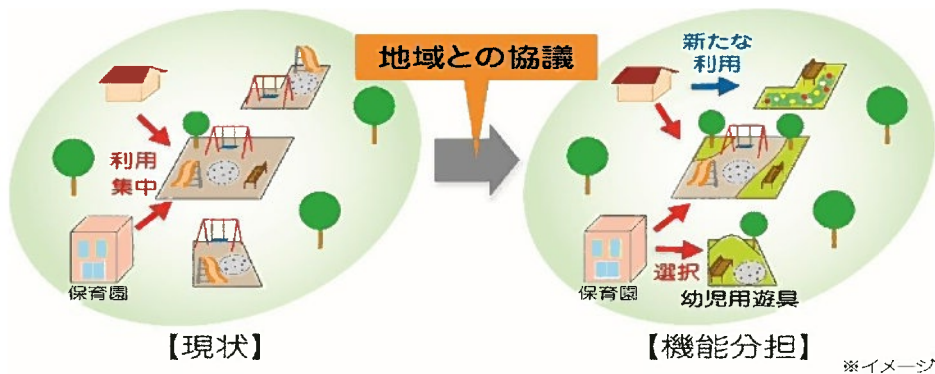 地域との協議
利用
集中
保育園
【現状】
新たな
利用
選択
保育園
幼児用遊具
【機能分担】
※イメージ